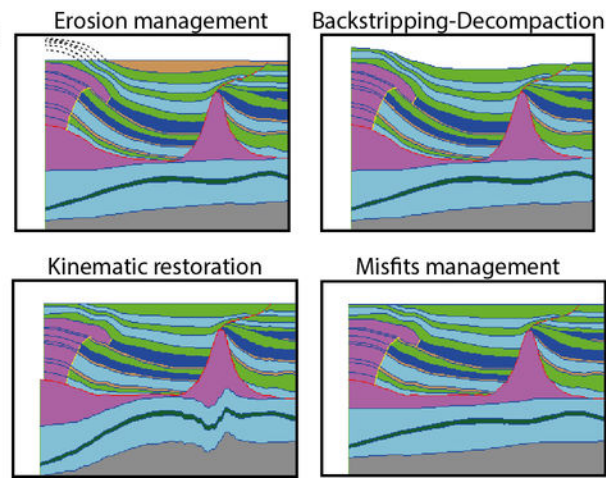 Erosion management
Backstripping-Decompaction
Kinematic restoration
Misfits management